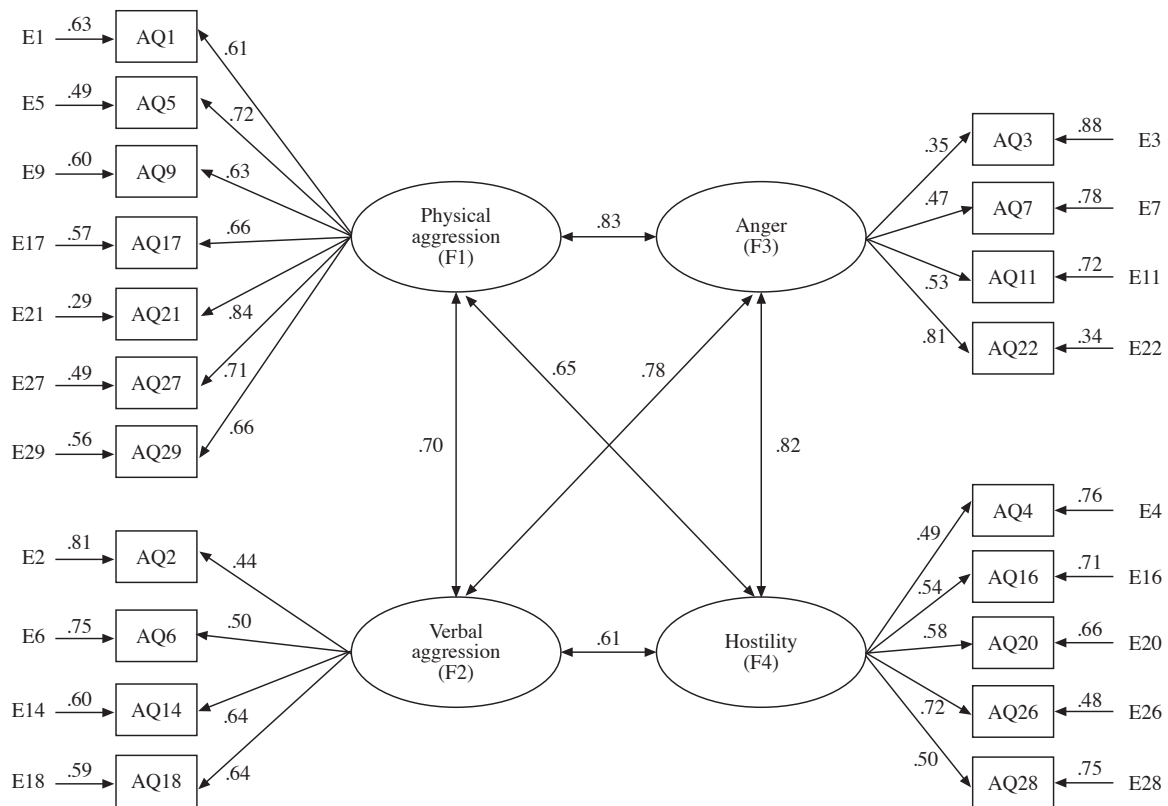 E1 .63 AQ1 .61
E5 .49 AQ5 .72
E9 .60 AQ9 .63
E17 .57 AQ17 .66
E21 .29 AQ21 .84
E27 .49 AQ27 .71
E29 .56 AQ29 .66
Physical
aggression
(F1)
.83
Anger
(F3)
.35 AQ3 .88 E3
.47 AQ7 .78 E7
.53 AQ11 .72 E11
.81 AQ22 .34 E22
.70
.65
.78
.82
E2 .81 AQ2 .44
E6 .75 AQ6 .50
E14 .60 AQ14 .64
E18 .59 AQ18 .64
Verbal
aggression
(F2)
.61
Hostility
(F4)
.49 AQ4 .76 E4
.54 AQ16 .71 E16
.58 AQ20 .66 E20
.72 AQ26 .48 E26
.50 AQ28 .75 E28